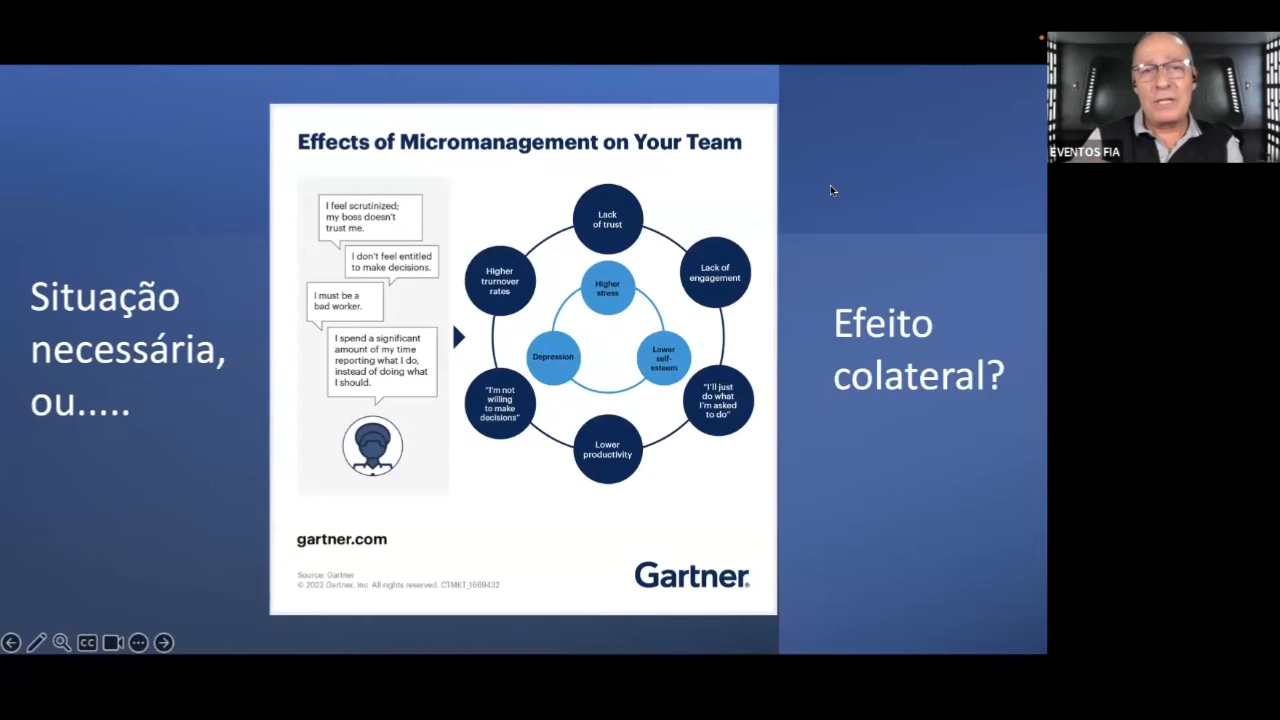 EVENTOS FIA
Situação
necessária,
ou.....
Effects of Micromanagement on Your Team
I feel scrutinized;
my boss doesn't
trust me.
I don't feel entitled
to make decisions.
I must be a
bad worker.
I spend a significant
amount of my time
reporting what I do,
instead of doing what
I should.
Lack
of trust
Lack of
engagement
"I'll just
do what
I'm asked
to do"
Lower
productivity
"I'm not
willing
to make
decisions"
Higher
trurnover
rates
Higher
stress
Lower
self-
esteem
Depression
gartner.com
Source: Gartner
© 2022 Gartner, Inc. All rights reserved. CTMKT_1669432
Gartner®
Efeito
colateral?
CC